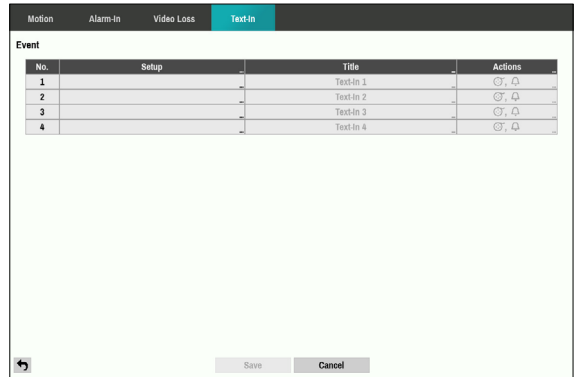 Motion Alarm-In Video Loss Text-In
Event
No. Setup ... Title ... Actions ...
1 ... Text-In 1 ... ...
2 ... Text-In 2 ... ...
3 ... Text-In 3 ... ...
4 ... Text-In 4 ... ...
Save Cancel